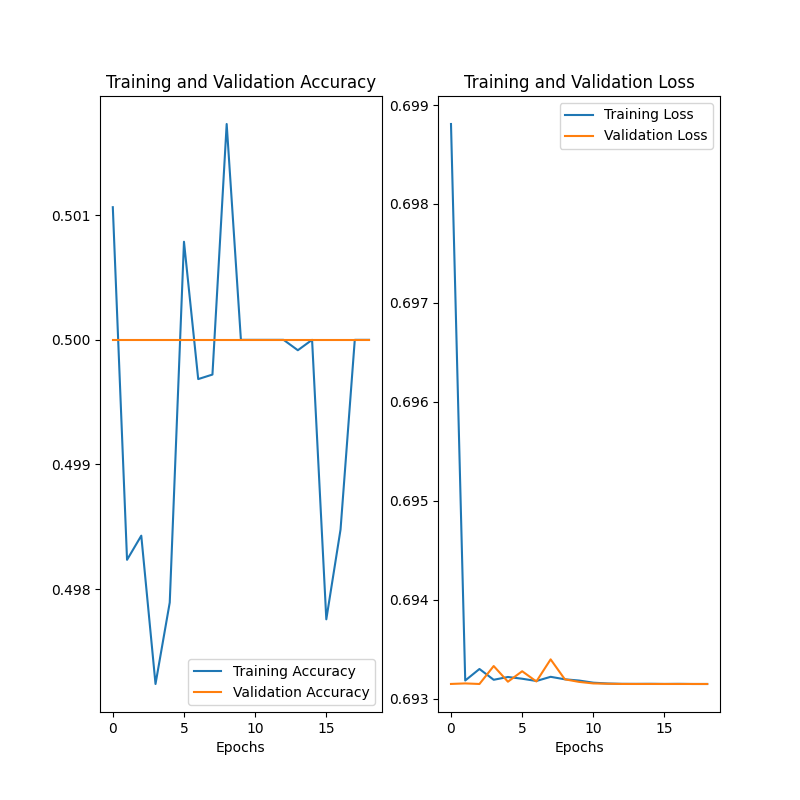 Training and Validation Accuracy
0.501
0.500
0.499
0.498
0
5
10
15
Epochs
Training Accuracy
Validation Accuracy
Training and Validation Loss
0.699
0.698
0.697
0.696
0.695
0.694
0.693
0
5
10
15
Epochs
Training Loss
Validation Loss